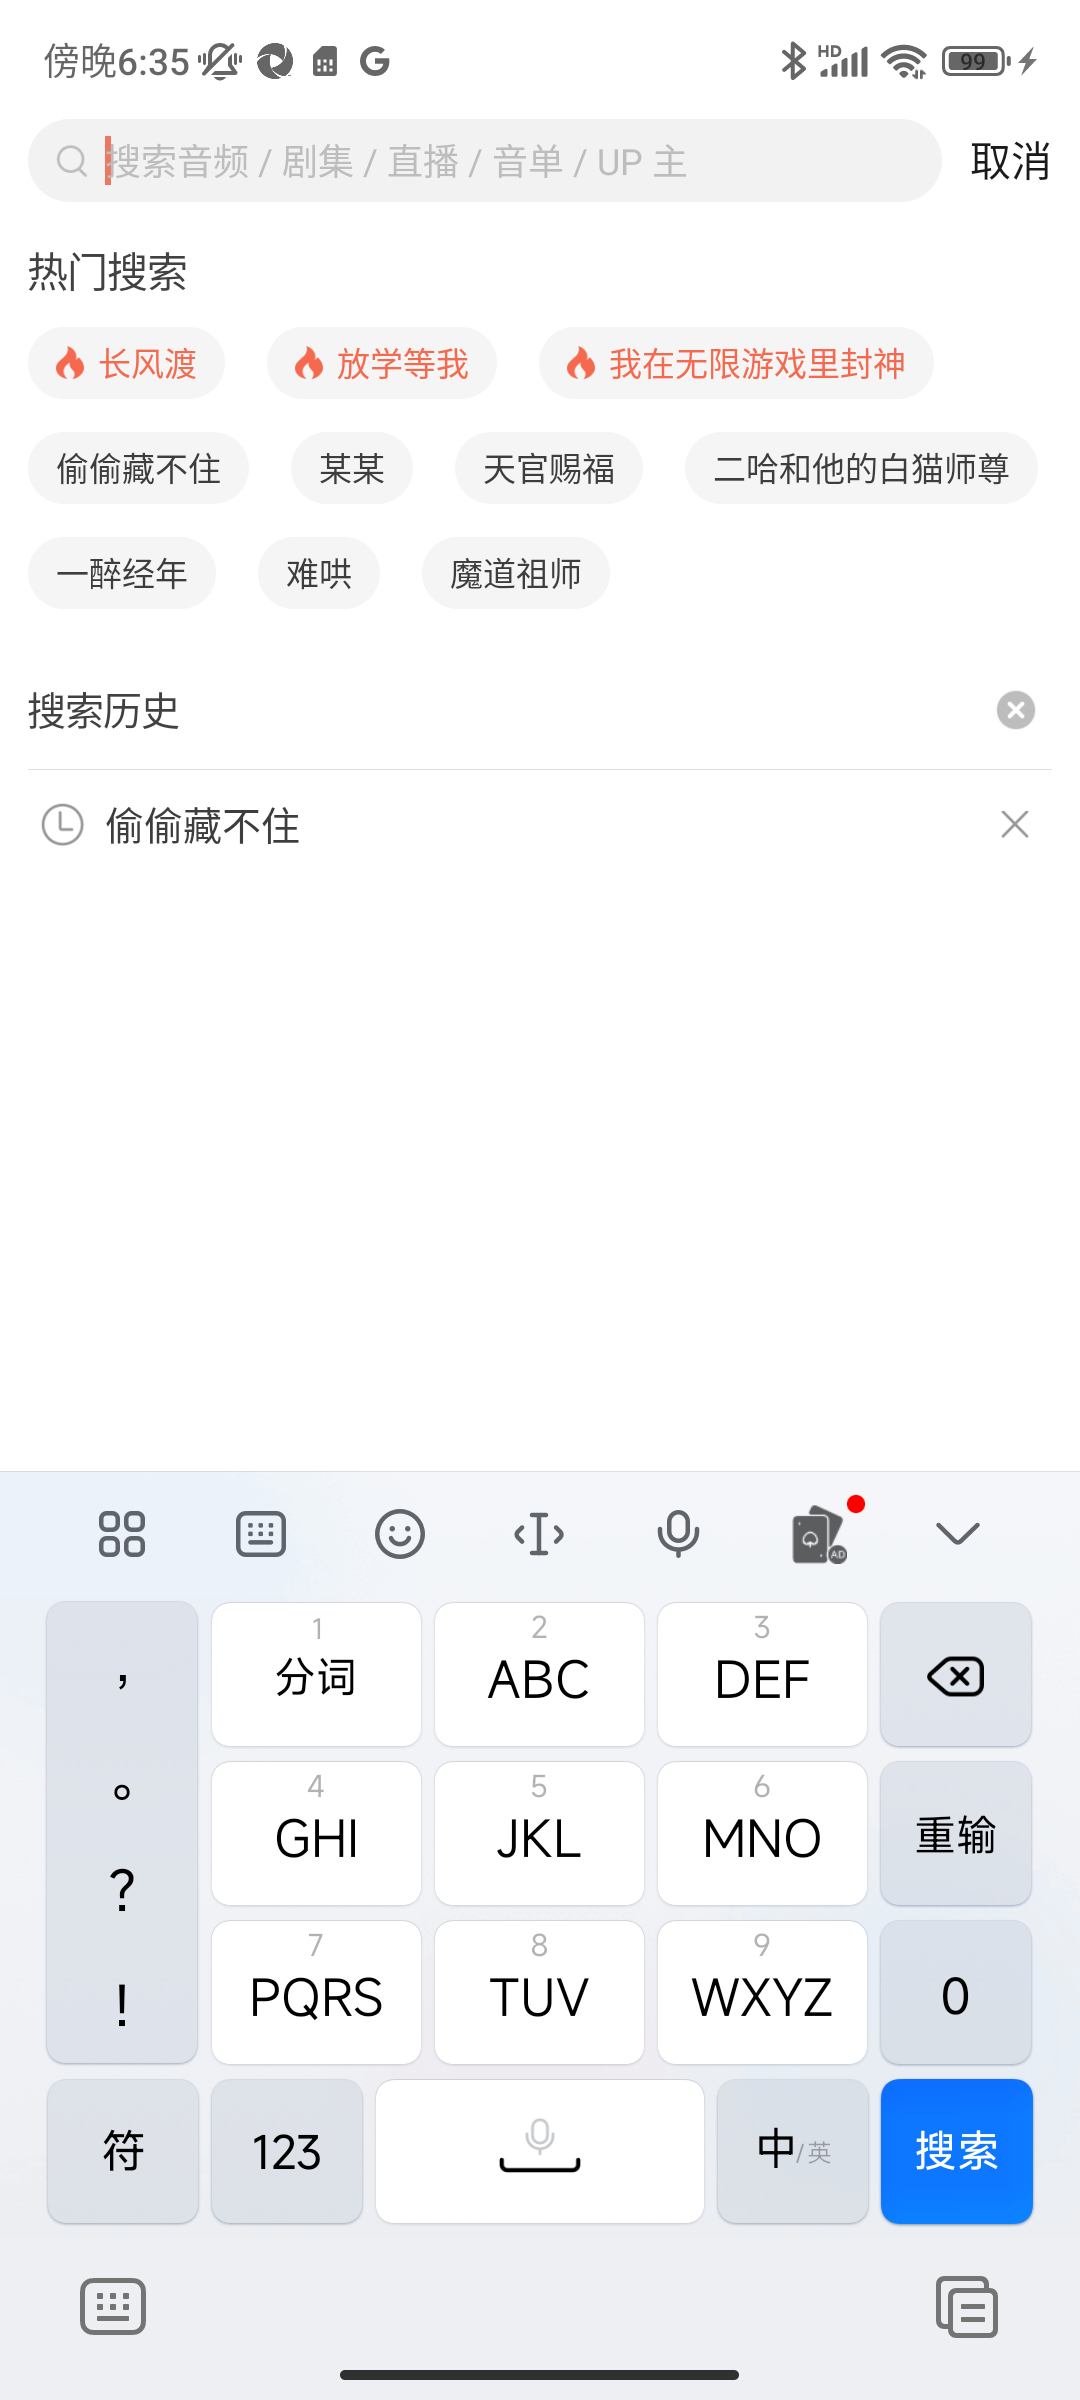 傍晚6:35 HD 99
搜索音频 / 剧集 / 直播 / 音单 / UP 主 取消
热门搜索
长风渡 放学等我 我在无限游戏里封神
偷偷藏不住 某某 天官赐福 二哈和他的白猫师尊
一醉经年 难哄 魔道祖师
搜索历史
偷偷藏不住
AD
， 1 2 3
分词 ABC DEF
。 4 5 6
GHI JKL MNO 重输
？ 7 8 9
！ PQRS TUV WXYZ 0
符 123 中/英 搜索